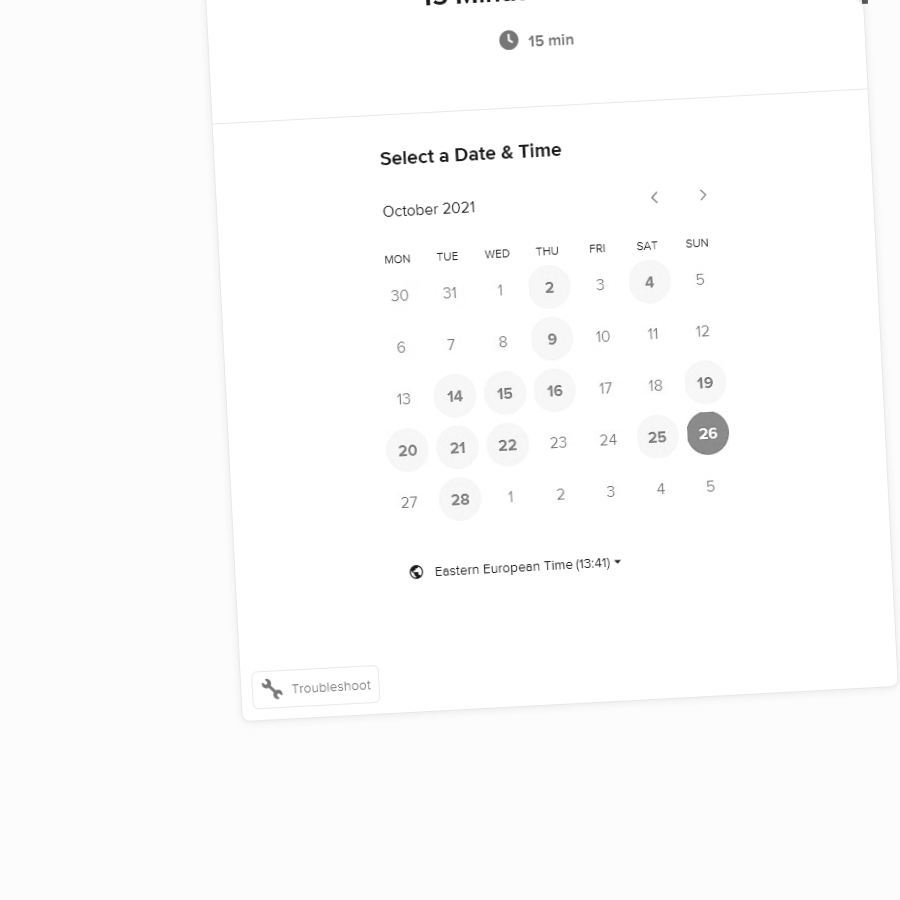 15 min
Select a Date & Time
October 2021
MON TUE WED THU FRI SAT SUN
30 31 1 2 3 4 5
6 7 8 9 10 11 12
13 14 15 16 17 18 19
20 21 22 23 24 25 26
27 28 1 2 3 4 5
Eastern European Time (13:41)
Troubleshoot